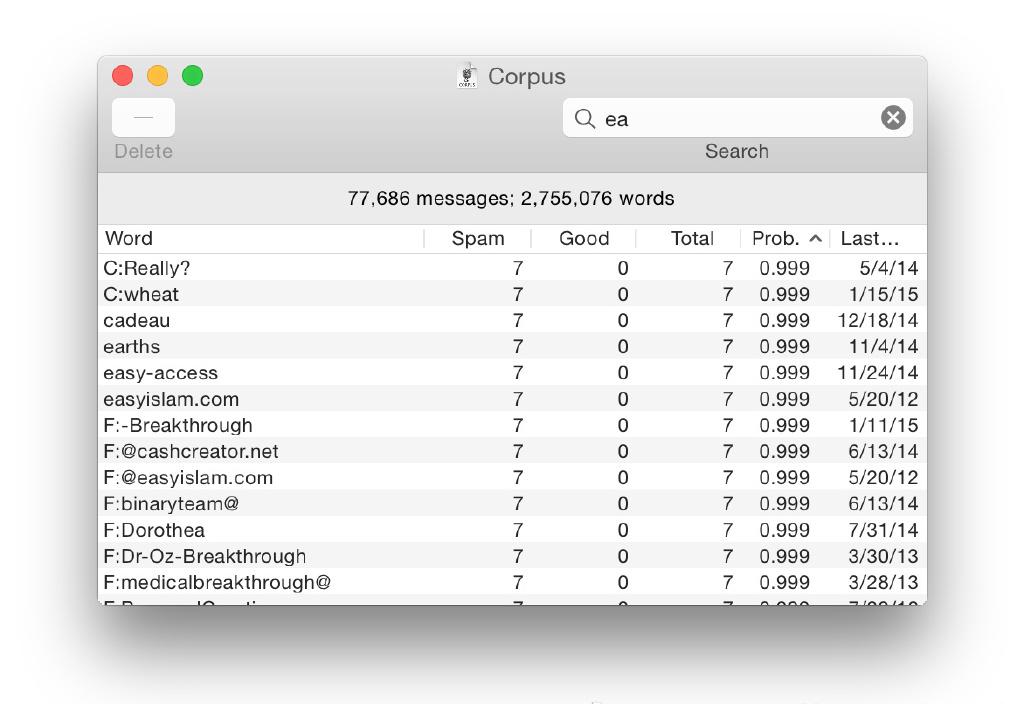 Corpus
ea
Delete
Search
77,686 messages; 2,755,076 words
Word Spam Good Total Prob. Last...
C:Really? 7 0 7 0.999 5/4/14
C:wheat 7 0 7 0.999 1/15/15
cadeau 7 0 7 0.999 12/18/14
earths 7 0 7 0.999 11/4/14
easy-access 7 0 7 0.999 11/24/14
easyislam.com 7 0 7 0.999 5/20/12
F:-Breakthrough 7 0 7 0.999 1/11/15
F:@cashcreator.net 7 0 7 0.999 6/13/14
F:@easyislam.com 7 0 7 0.999 5/20/12
F:binaryteam@ 7 0 7 0.999 6/13/14
F:Dorothea 7 0 7 0.999 7/31/14
F:Dr-Oz-Breakthrough 7 0 7 0.999 3/30/13
F:medicalbreakthrough@ 7 0 7 0.999 3/28/13